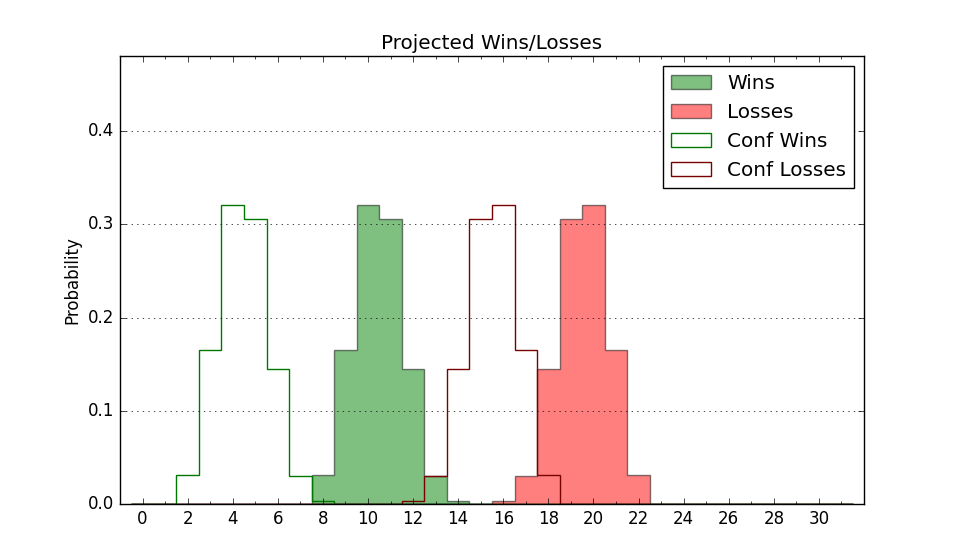 Projected Wins/Losses
Wins
Losses
Conf Wins
Conf Losses
Probability
0.4
0.3
0.2
0.1
0.0
0 2 4 6 8 10 12 14 16 18 20 22 24 26 28 30